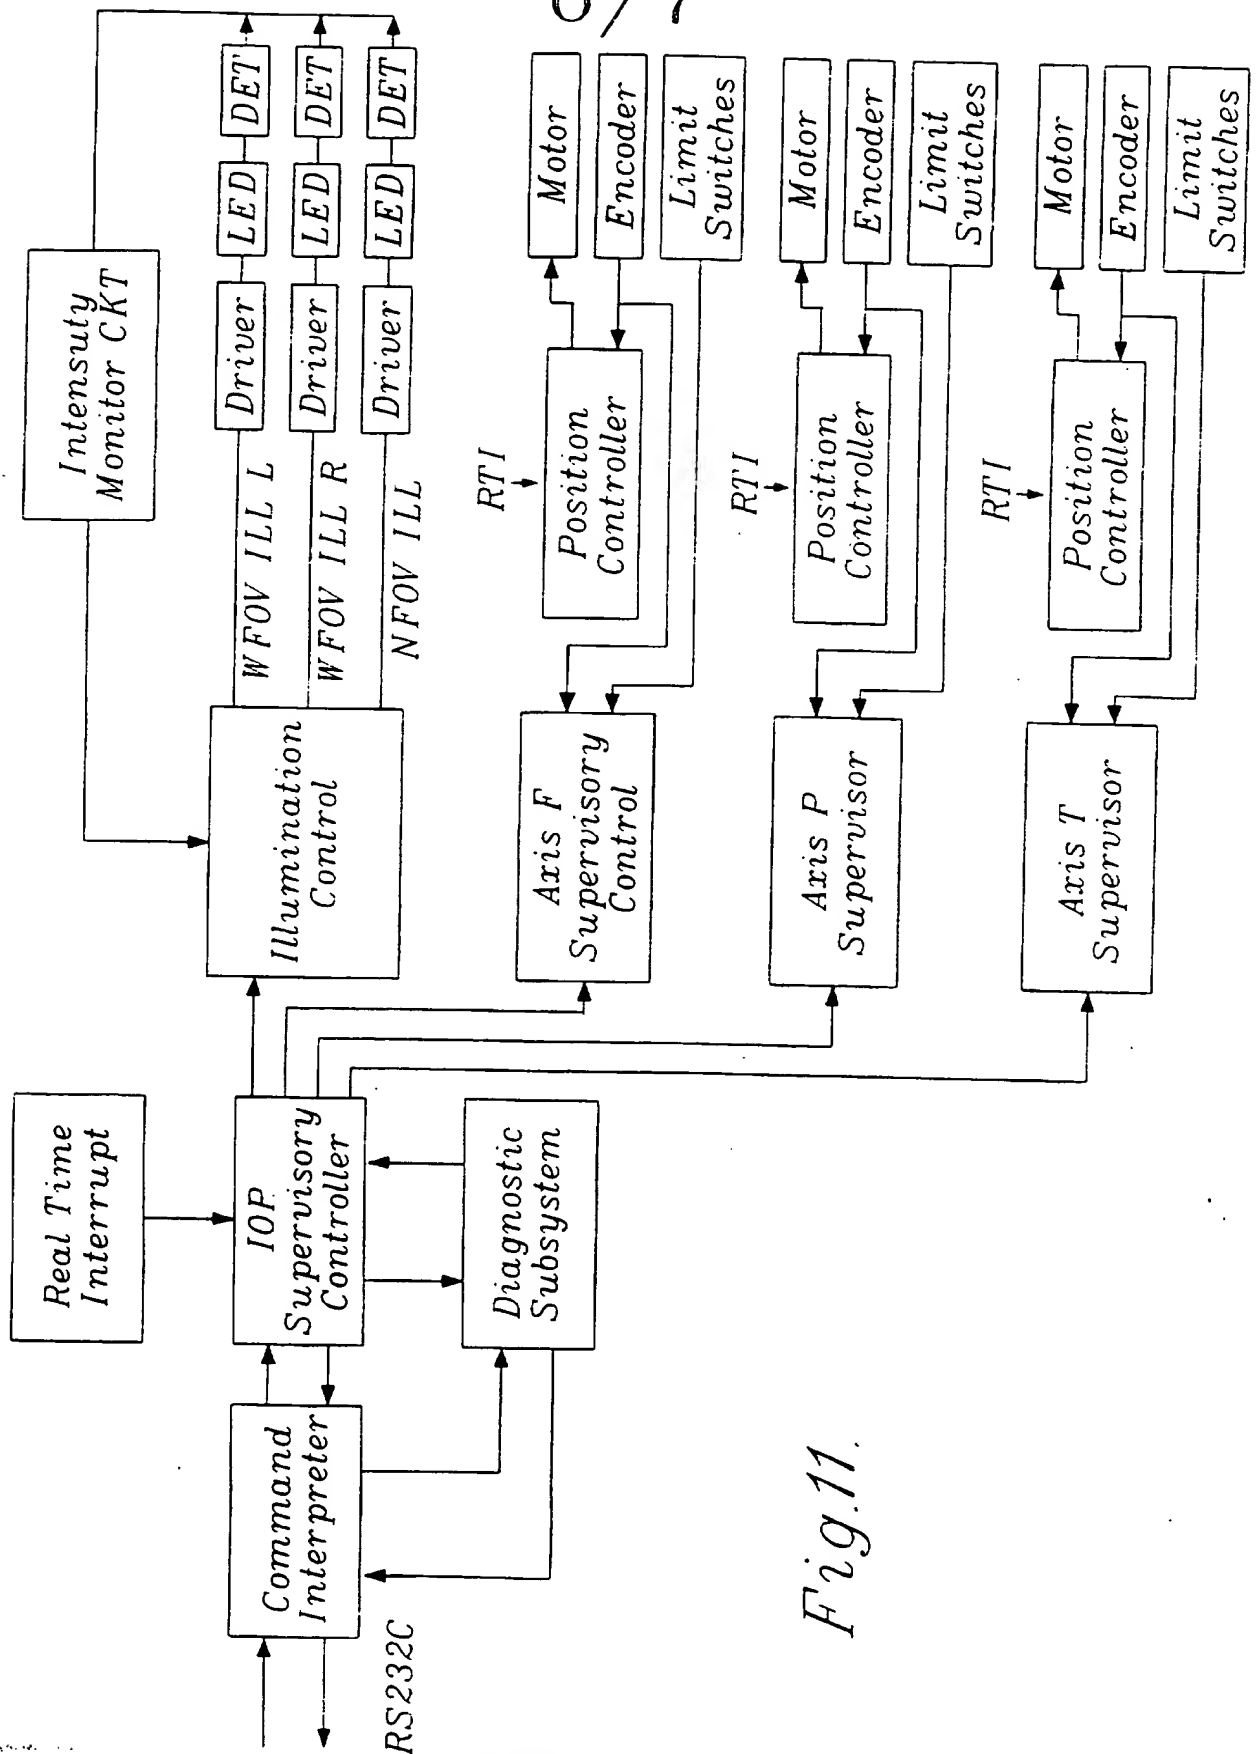 Real Time
Interrupt
Intensuty
Monitor CKT
RS232C
Command
Interpreter
IOP
Supervisory
Controller
Diagnostic
Subsystem
Illumination
Control
WFOV ILL L
Driver
LED
DET
WFOV ILL R
Driver
LED
DET
NFOV ILL
Driver
LED
DET
Axis F
Supervisory
Control
RTI
Position
Controller
Motor
Encoder
Limit
Switches
Axis P
Supervisor
RTI
Position
Controller
Motor
Encoder
Limit
Switches
Axis T
Supervisor
RTI
Position
Controller
Motor
Encoder
Limit
Switches
Fig.11.